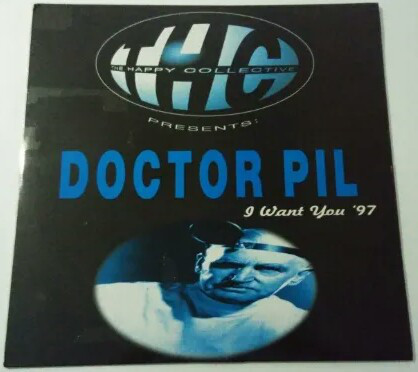 THC
THE HAPPY COLLECTIVE
PRESENTS:
DOCTOR PIL
I Want You '97